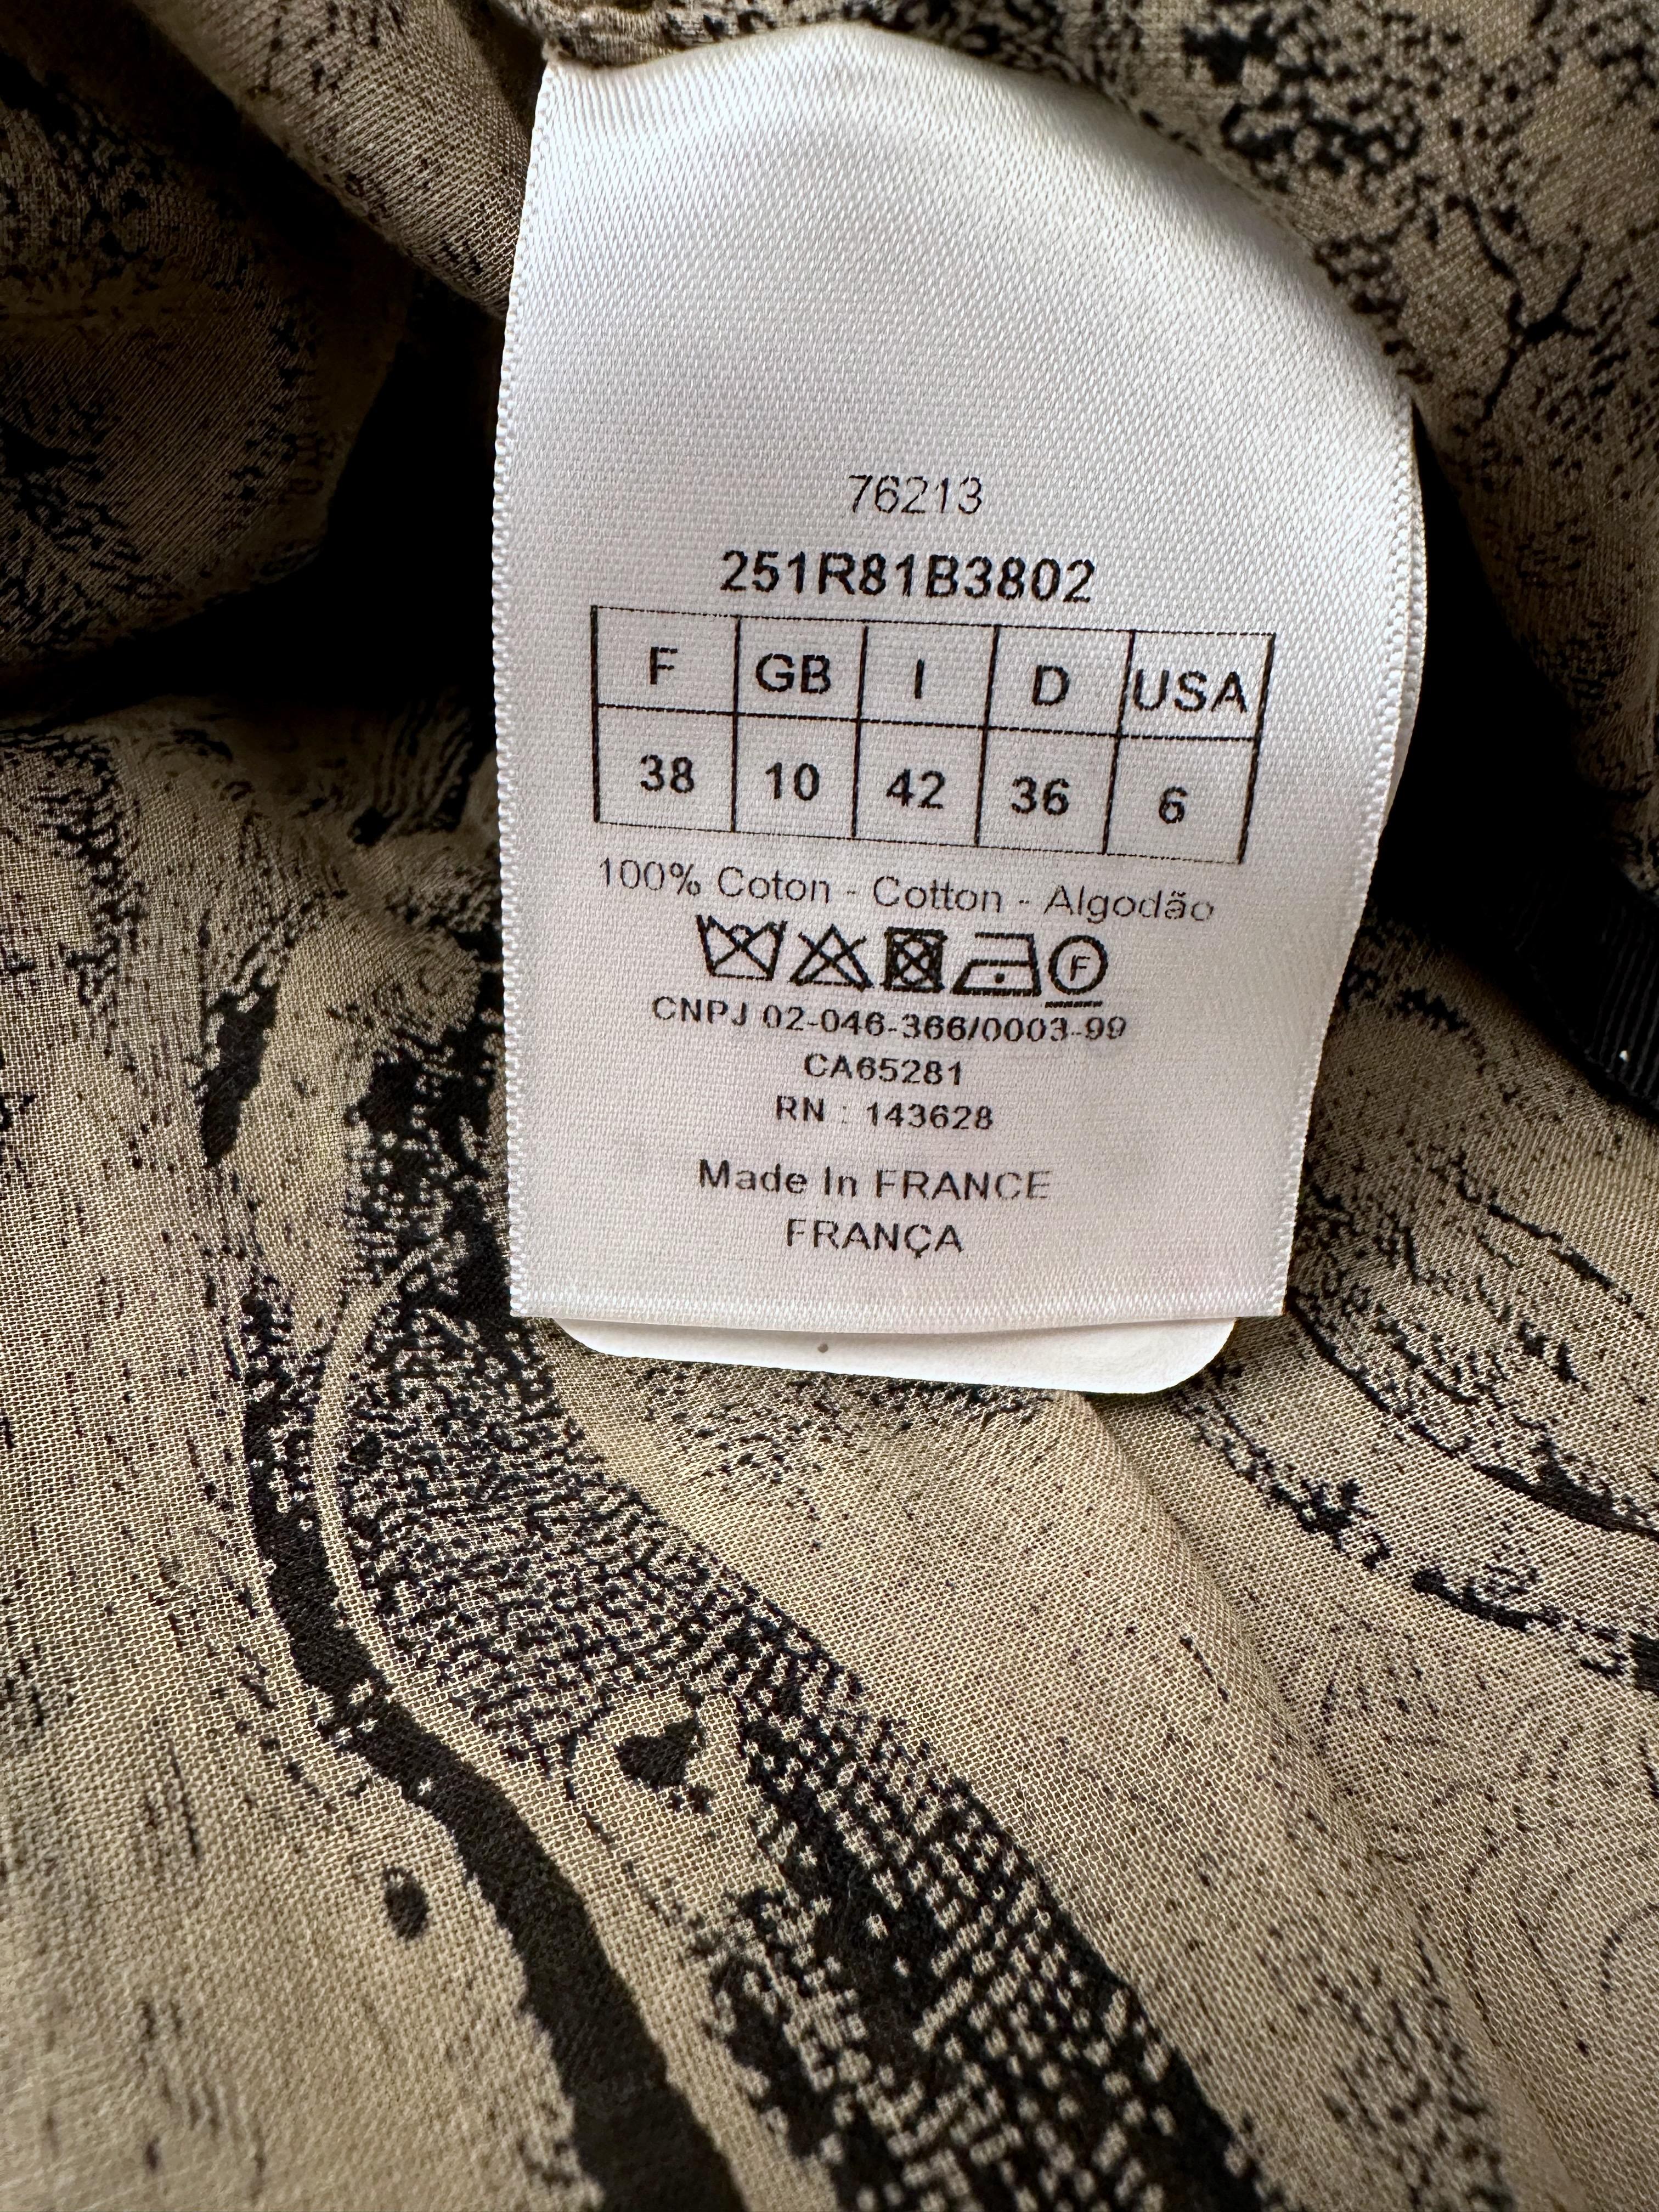 76213
251R81B3802
F GB I D USA
38 10 42 36 6
100% Coton - Cotton - Algodão
F
CNPJ 02-046-366/0003-99
CA65281
RN : 143628
Made In FRANCE
FRANÇA